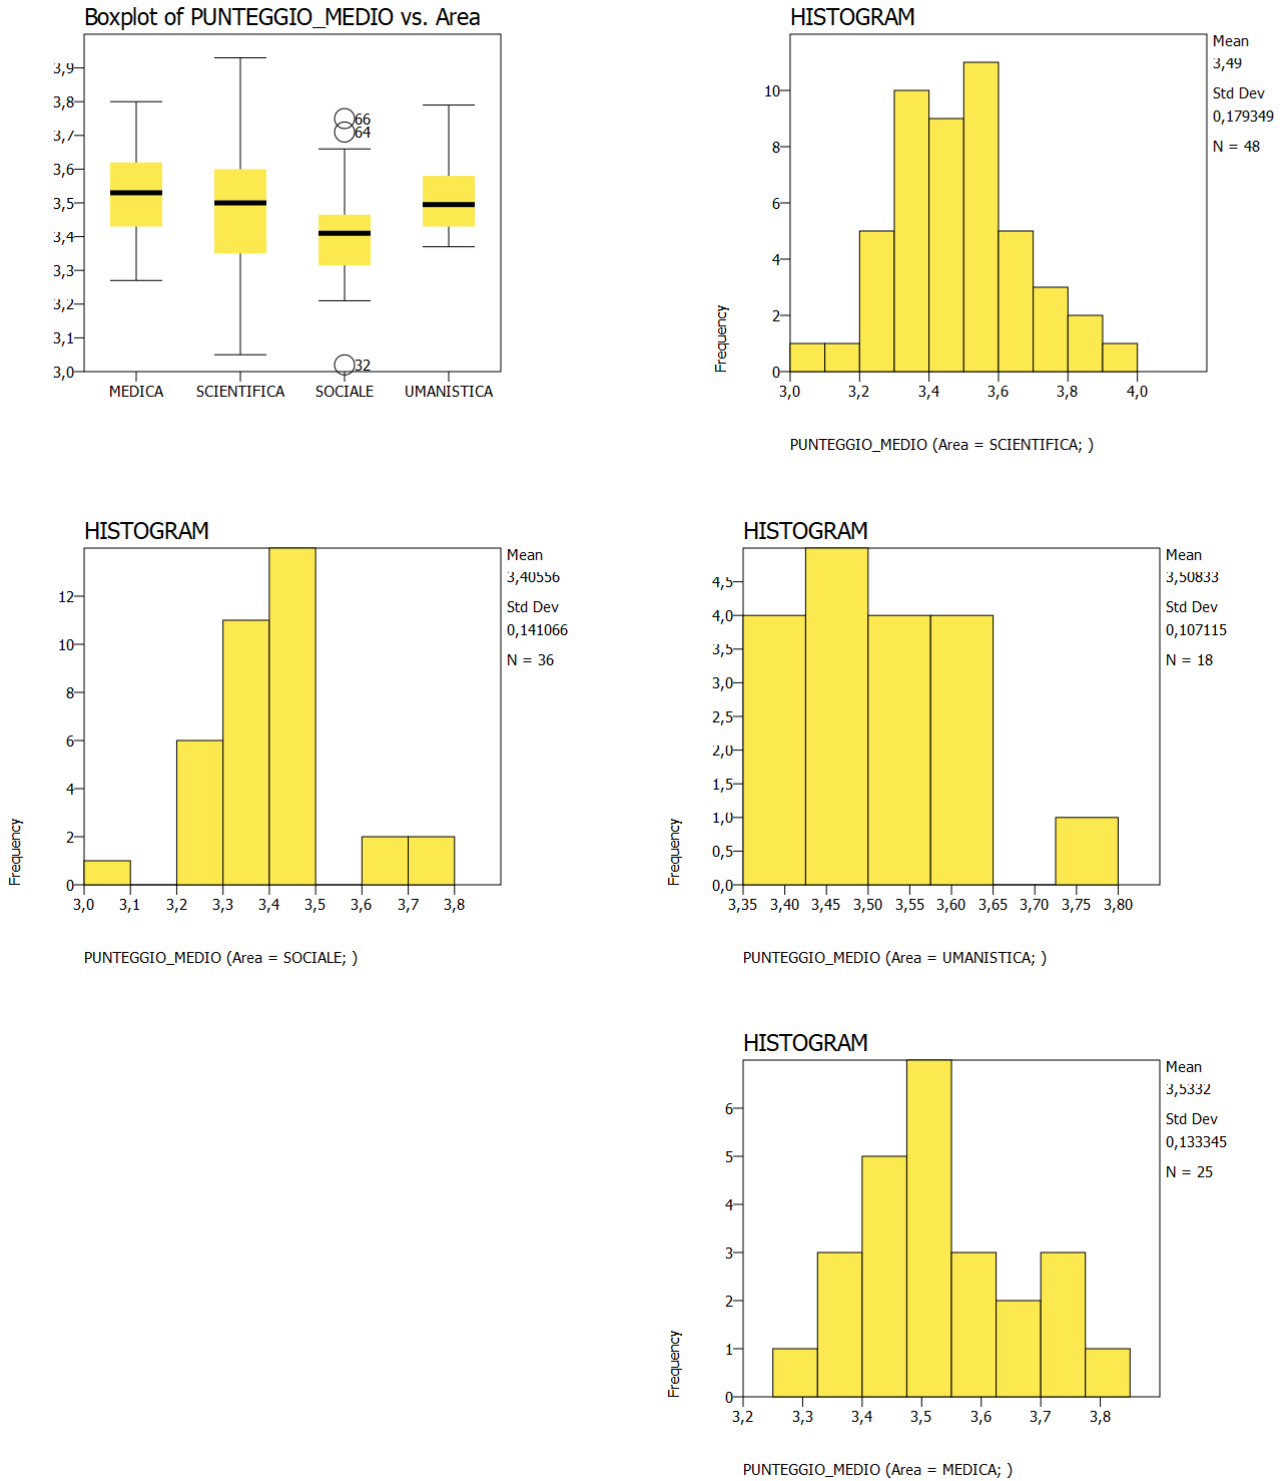 Boxplot of PUNTEGGIO_MEDIO vs. Area
3,9
3,8
3,7
3,6
3,5
3,4
3,3
3,2
3,1
3,0
66
64
32
MEDICA SCIENTIFICA SOCIALE UMANISTICA
HISTOGRAM
Mean
3,49
Std Dev
0,179349
N = 48
10
8
6
4
2
0
Frequency
3,0 3,2 3,4 3,6 3,8 4,0
PUNTEGGIO_MEDIO (Area = SCIENTIFICA; )
HISTOGRAM
Mean
3,40556
Std Dev
0,141066
N = 36
12
10
8
6
4
2
0
Frequency
3,0 3,1 3,2 3,3 3,4 3,5 3,6 3,7 3,8
PUNTEGGIO_MEDIO (Area = SOCIALE; )
HISTOGRAM
Mean
3,50833
Std Dev
0,107115
N = 18
4,5
4,0
3,5
3,0
2,5
2,0
1,5
1,0
0,5
0,0
Frequency
3,35 3,40 3,45 3,50 3,55 3,60 3,65 3,70 3,75 3,80
PUNTEGGIO_MEDIO (Area = UMANISTICA; )
HISTOGRAM
Mean
3,5332
Std Dev
0,133345
N = 25
6
5
4
3
2
1
0
Frequency
3,2 3,3 3,4 3,5 3,6 3,7 3,8
PUNTEGGIO_MEDIO (Area = MEDICA; )